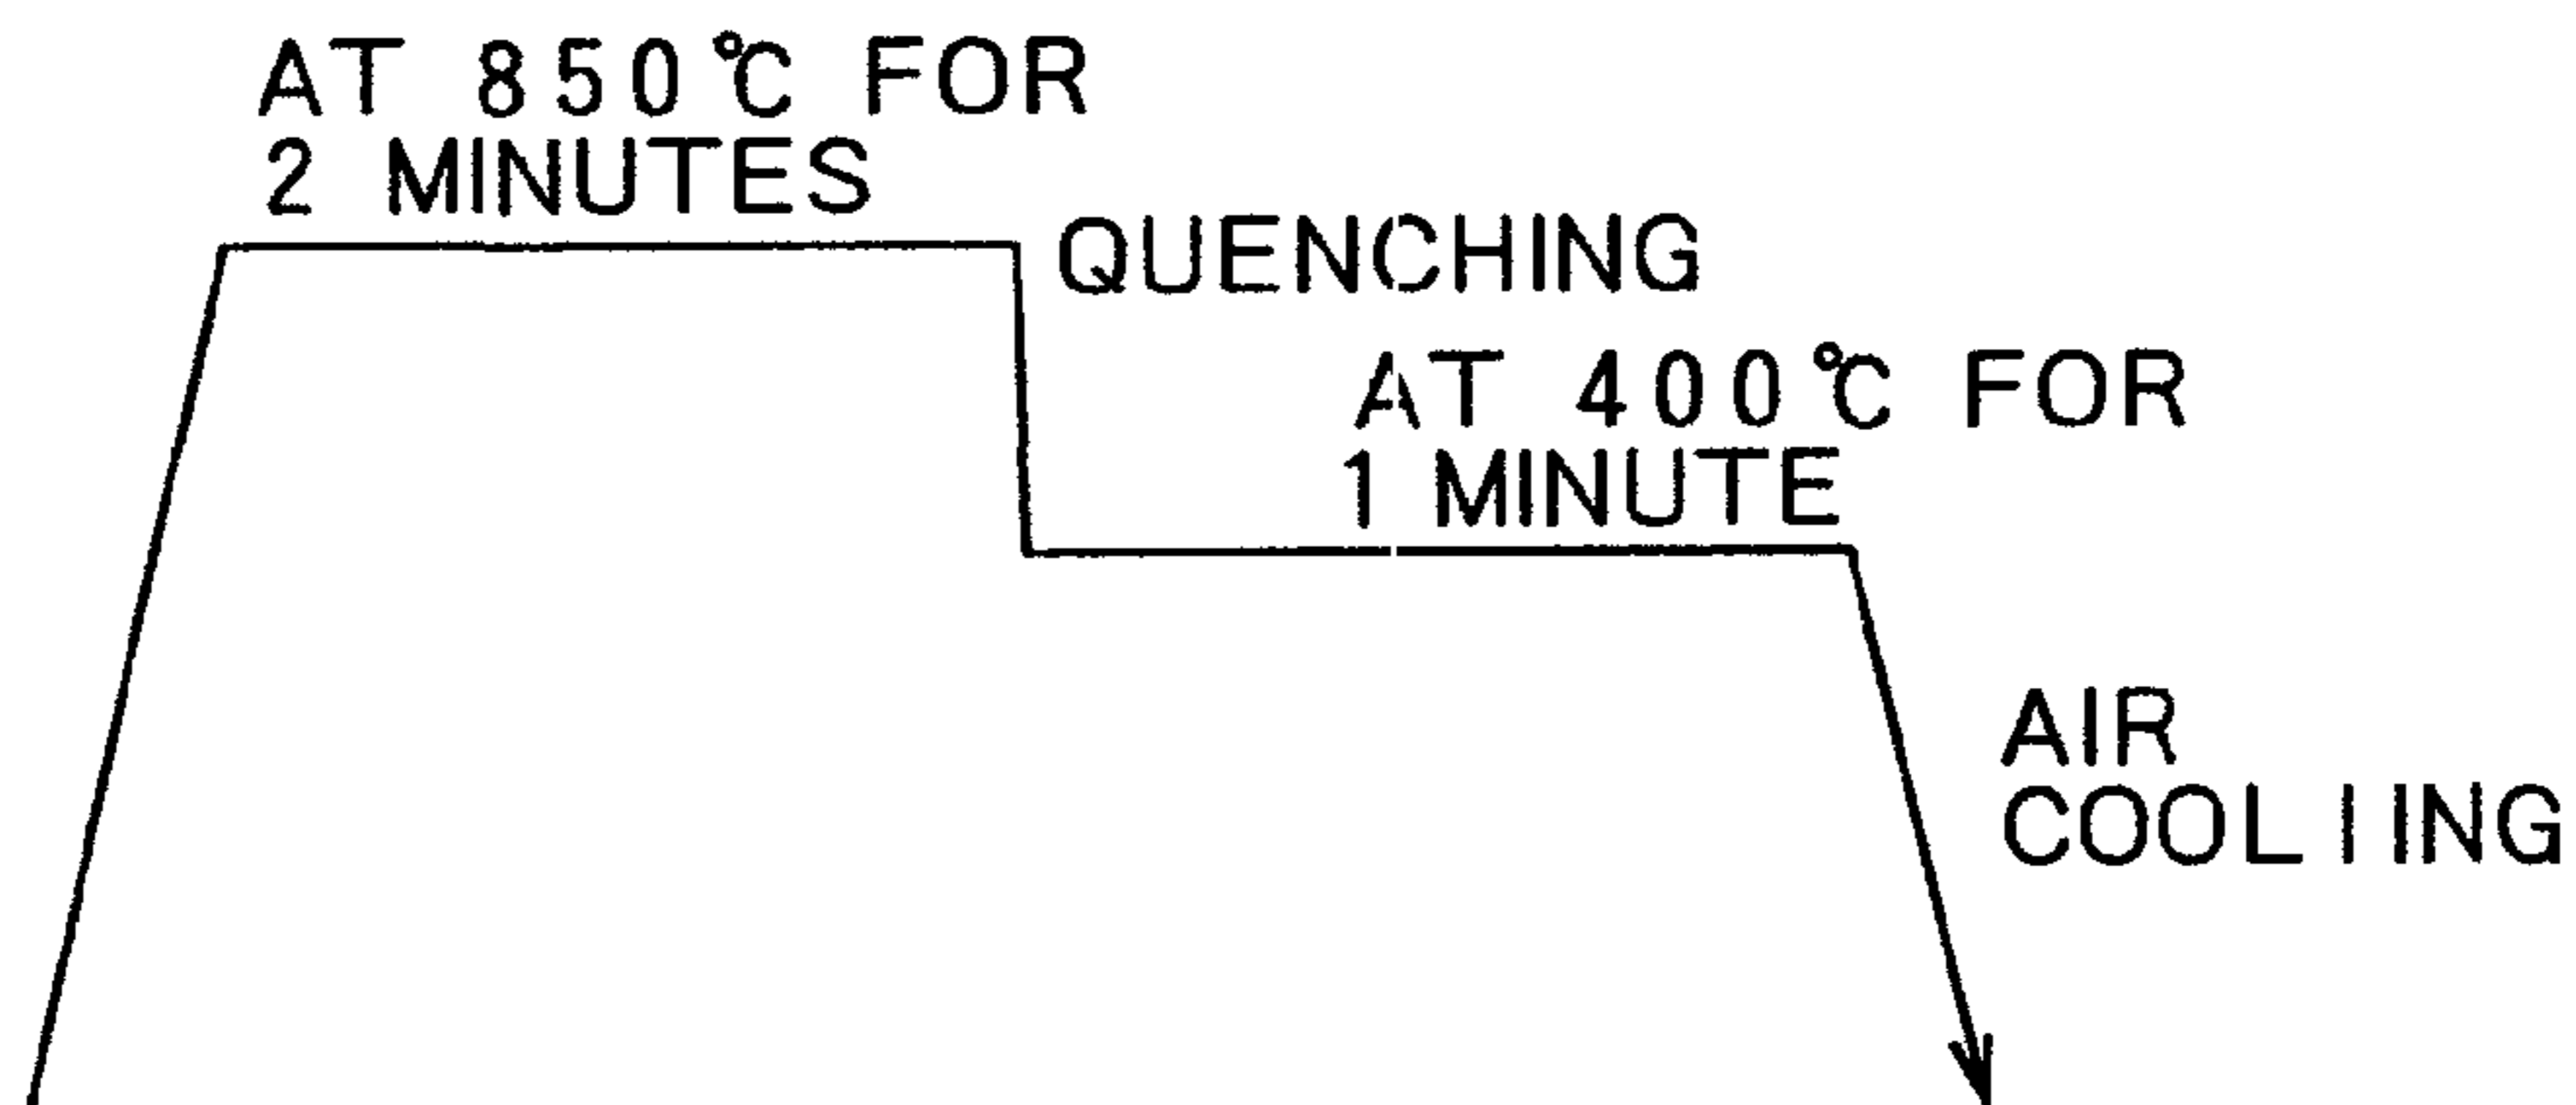 AT 850℃ FOR
2 MINUTES
QUENCHING
AT 400℃ FOR
1 MINUTE
AIR
COOLIING